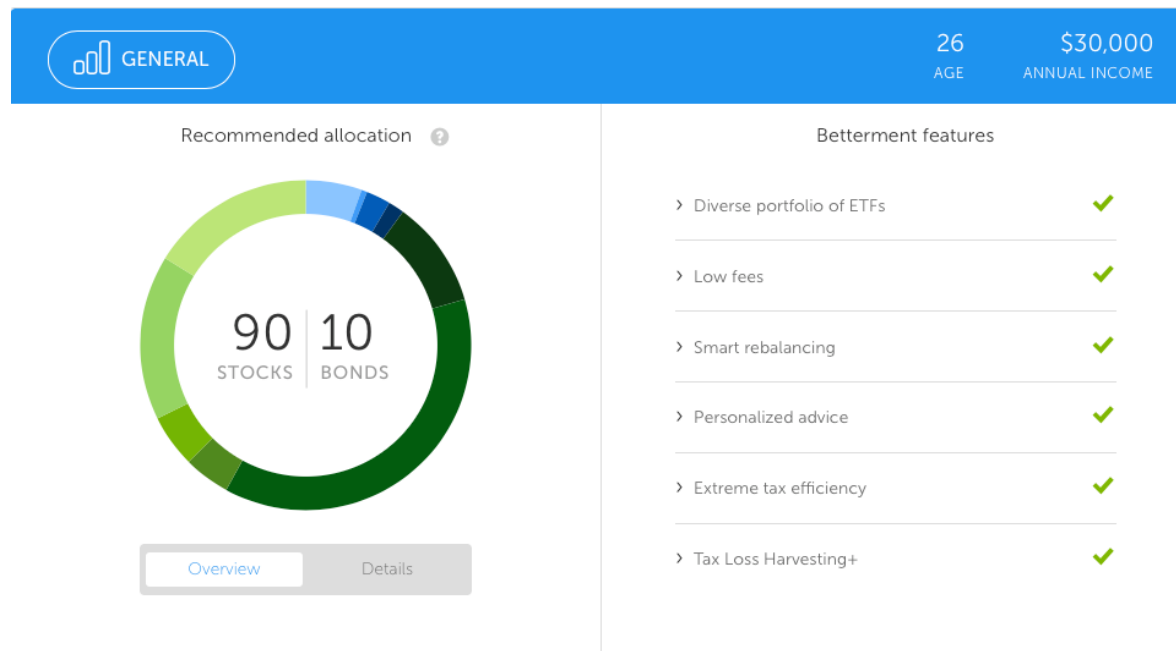 GENERAL
26
AGE
$30,000
ANNUAL INCOME
Recommended allocation ?
90 STOCKS
10 BONDS
Overview
Details
Betterment features
Diverse portfolio of ETFs
Low fees
Smart rebalancing
Personalized advice
Extreme tax efficiency
Tax Loss Harvesting+